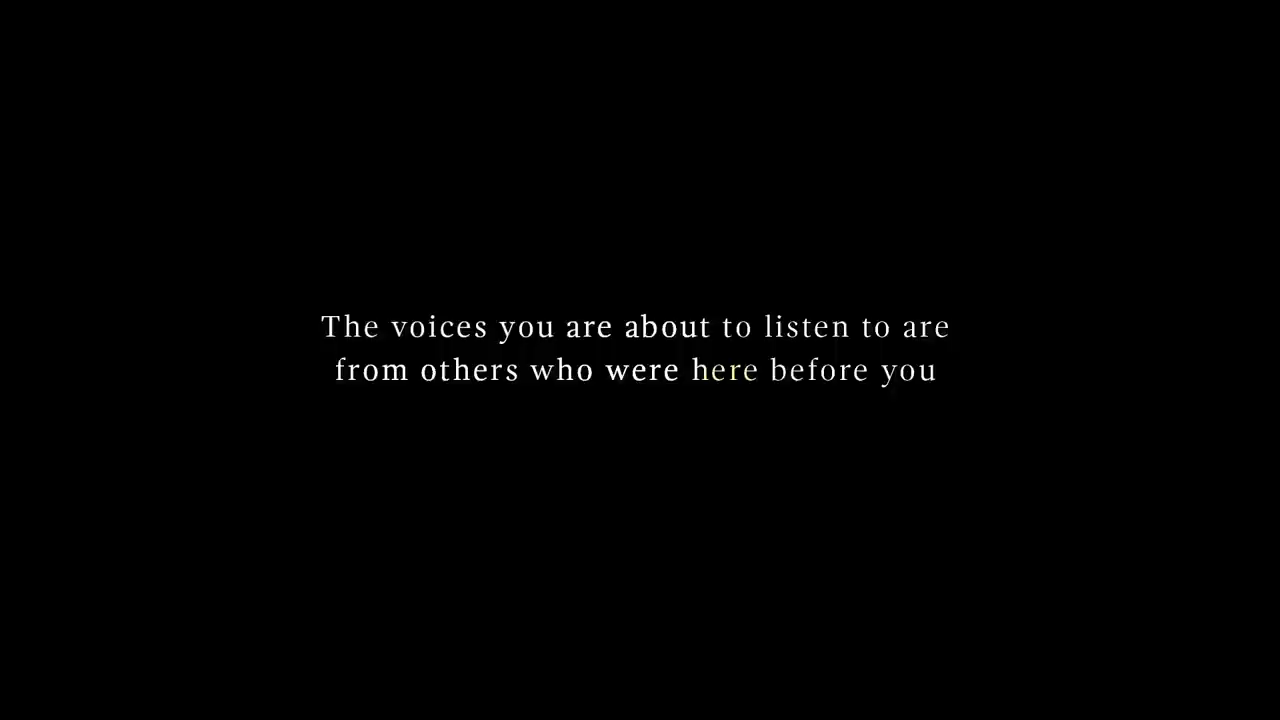 The voices you are about to listen to are
from others who were here before you